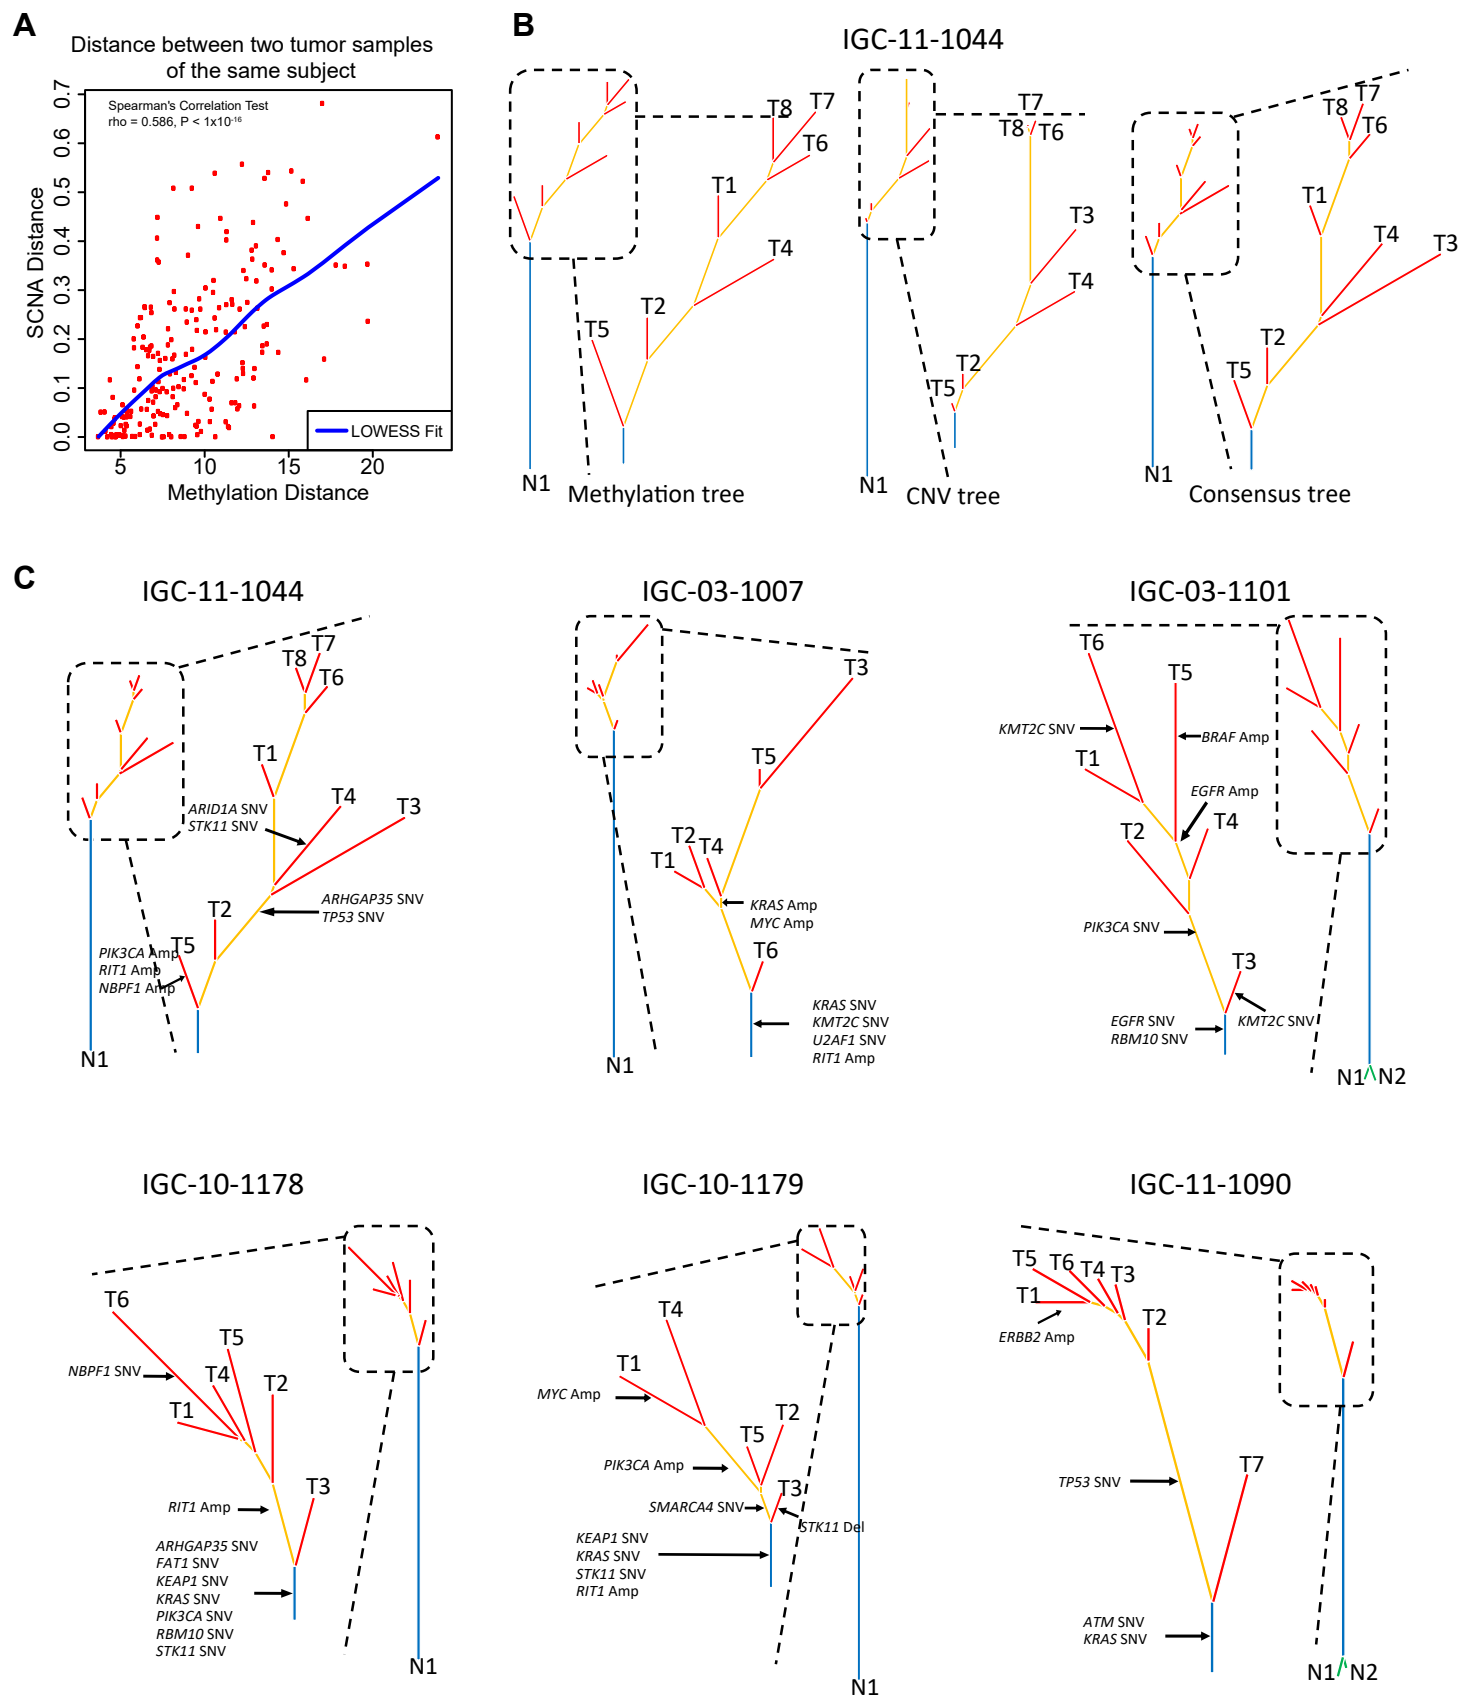 A
Distance between two tumor samples
of the same subject
Spearman's Correlation Test
rho = 0.586, P < 1x10⁻¹⁶
SCNA Distance
0.0
0.1
0.2
0.3
0.4
0.5
0.6
0.7
LOWESS Fit
5
10
15
20
Methylation Distance
B
IGC-11-1044
T8
T7
T6
T1
T4
T2
T5
N1
Methylation tree
T7
T8
T6
T3
T4
T2
T5
N1
CNV tree
T7
T8
T6
T1
T4
T3
T2
T5
N1
Consensus tree
C
IGC-11-1044
T7
T8
T6
T1
T4
T3
ARID1A SNV
STK11 SNV
ARHGAP35 SNV
TP53 SNV
T2
T5
PIK3CA Amp
RIT1 Amp
NBPF1 Amp
N1
IGC-03-1007
T3
T5
T2
T4
T1
KRAS Amp
MYC Amp
T6
KRAS SNV
KMT2C SNV
U2AF1 SNV
RIT1 Amp
N1
IGC-03-1101
T6
T5
KMT2C SNV
BRAF Amp
T1
EGFR Amp
T2
T4
PIK3CA SNV
T3
EGFR SNV
RBM10 SNV
KMT2C SNV
N1
N2
IGC-10-1178
T6
T5
NBPF1 SNV
T4
T2
T1
T3
RIT1 Amp
ARHGAP35 SNV
FAT1 SNV
KEAP1 SNV
KRAS SNV
PIK3CA SNV
RBM10 SNV
STK11 SNV
N1
IGC-10-1179
T4
T1
MYC Amp
T2
T5
PIK3CA Amp
T3
SMARCA4 SNV
STK11 Del
KEAP1 SNV
KRAS SNV
STK11 SNV
RIT1 Amp
N1
IGC-11-1090
T5
T6
T4
T3
T1
T2
ERBB2 Amp
T7
TP53 SNV
ATM SNV
KRAS SNV
N1
N2